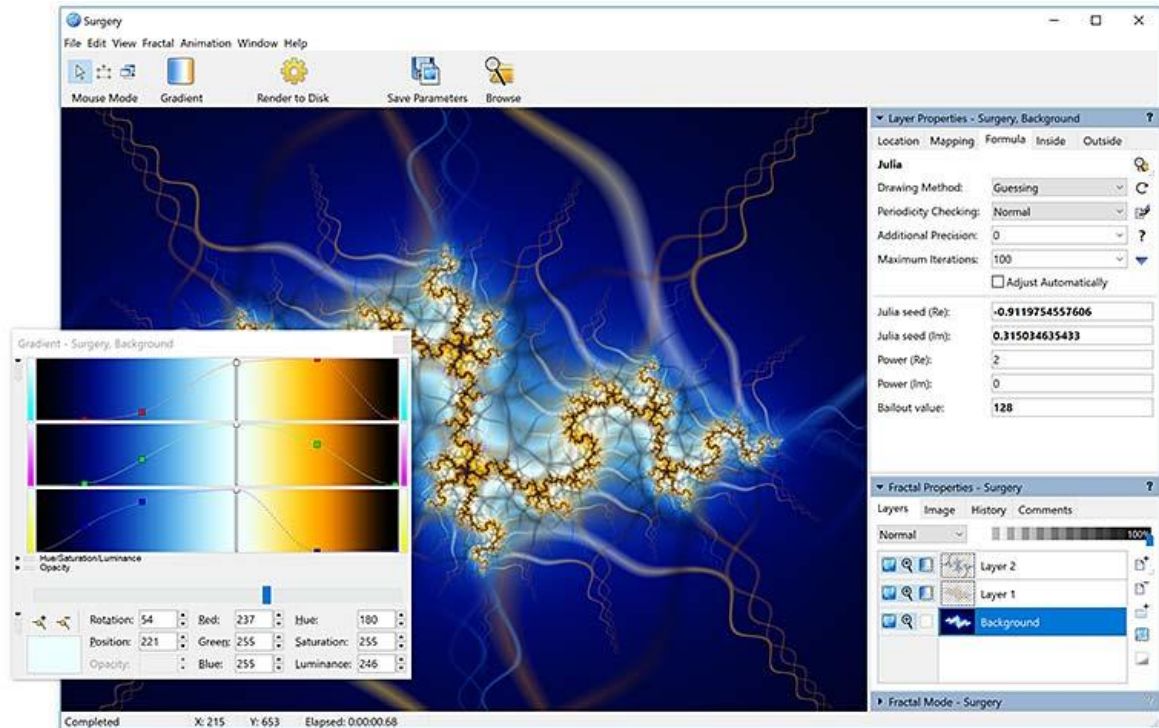 Surgery
File Edit View Fractal Animation Window Help
Mouse Mode Gradient Render to Disk Save Parameters Browse
Layer Properties - Surgery, Background ?
Location Mapping Formula Inside Outside
Julia
Drawing Method: Guessing
Periodicity Checking: Normal
Additional Precision: 0 ?
Maximum Iterations: 100
Adjust Automatically
Julia seed (Re): -0.9119754557606
Julia seed (Im): 0.315034635433
Power (Re): 2
Power (Im): 0
Bailout value: 128
Fractal Properties - Surgery ?
Layers Image History Comments
Normal 100%
Layer 2
Layer 1
Background
Fractal Mode - Surgery ?
Gradient - Surgery, Background
Hue/Saturation/Luminance
Opacity
Rotation: 54 Red: 237 Hue: 180
Position: 221 Green: 255 Saturation: 255
Opacity: Blue: 255 Luminance: 246
Completed X: 215 Y: 653 Elapsed: 0:00:00.68